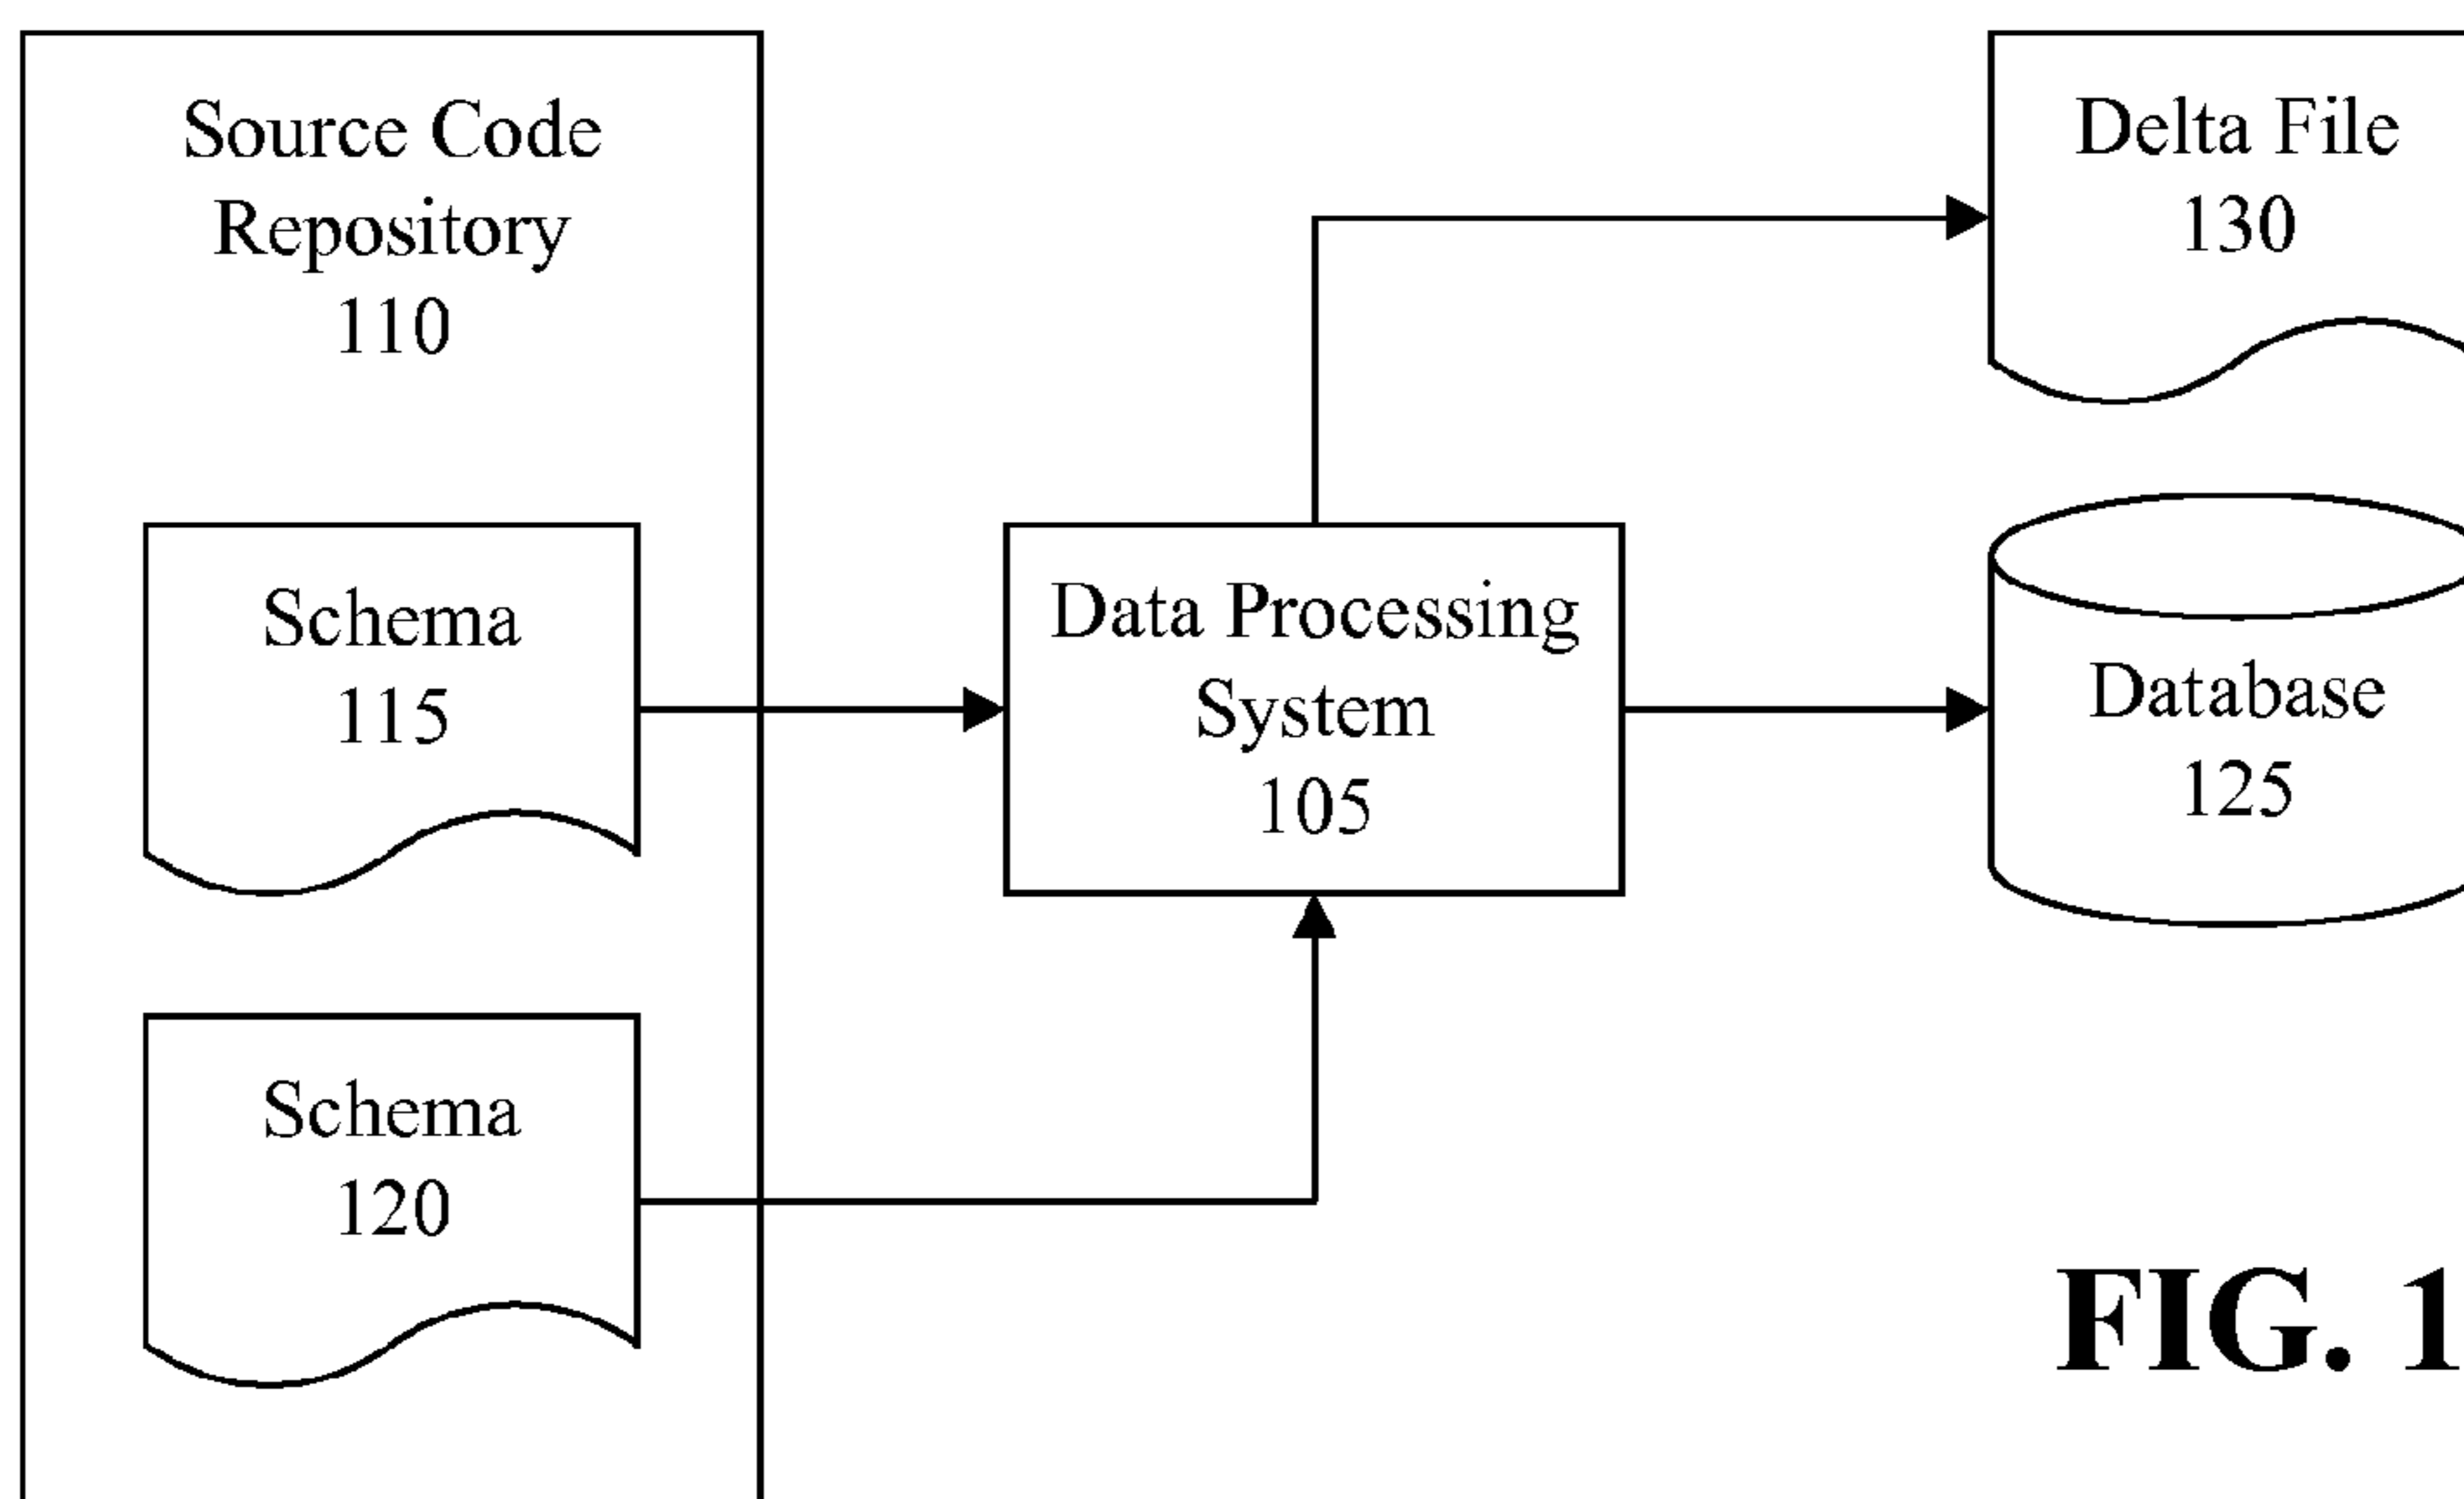 Source Code
Repository
110
Schema
115
Schema
120
Data Processing
System
105
Delta File
130
Database
125
FIG. 1